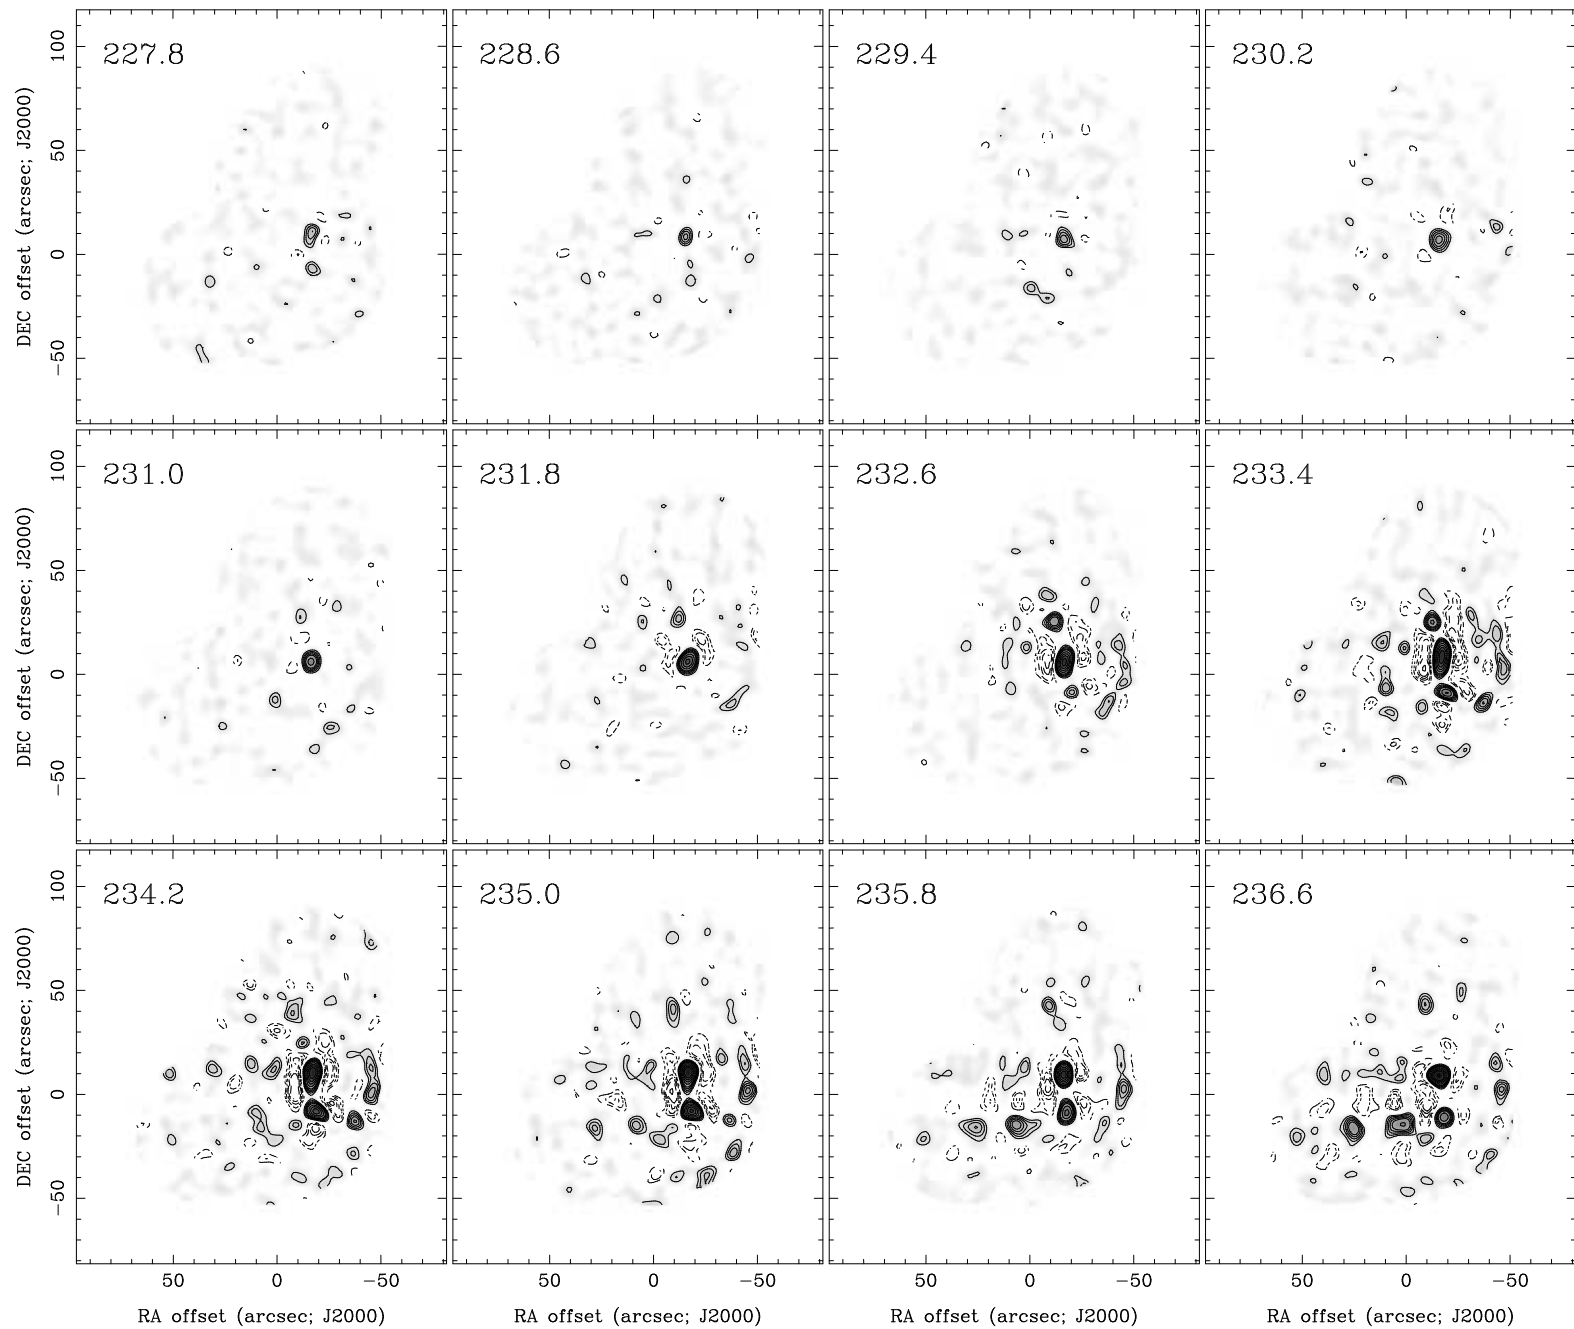 227.8 228.6 229.4 230.2
100
50
0
−50
DEC offset (arcsec; J2000)
231.0 231.8 232.6 233.4
100
50
0
−50
DEC offset (arcsec; J2000)
234.2 235.0 235.8 236.6
100
50
0
−50
DEC offset (arcsec; J2000)
50 0 −50 50 0 −50 50 0 −50 50 0 −50
RA offset (arcsec; J2000) RA offset (arcsec; J2000) RA offset (arcsec; J2000) RA offset (arcsec; J2000)